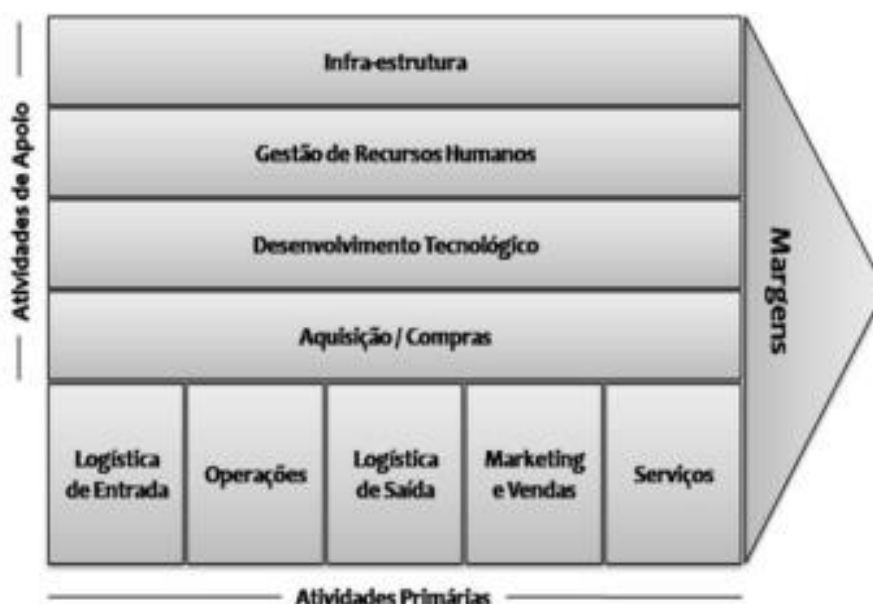 Atividades de Apoio
Infra-estrutura
Gestão de Recursos Humanos
Desenvolvimento Tecnológico
Aquisição / Compras
Logística
de Entrada
Operações
Logística
de Saída
Marketing
e Vendas
Serviços
Margens
Atividades Primárias